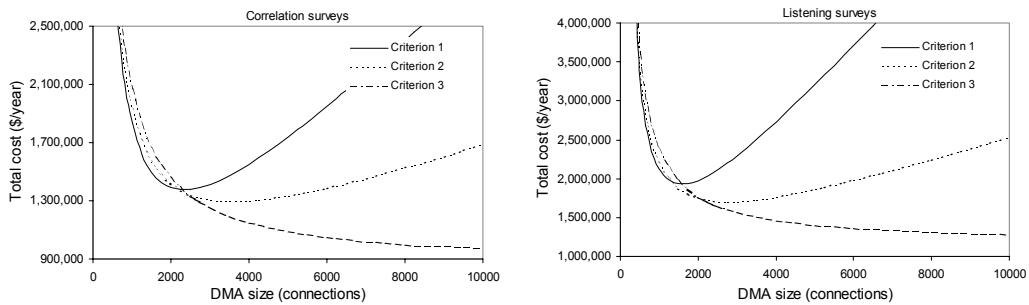 Correlation surveys
2,500,000
2,100,000
1,700,000
1,300,000
900,000
Total cost ($/year)
Criterion 1
Criterion 2
Criterion 3
0 2000 4000 6000 8000 10000
DMA size (connections)
Listening surveys
4,000,000
3,500,000
3,000,000
2,500,000
2,000,000
1,500,000
1,000,000
Total cost ($/year)
Criterion 1
Criterion 2
Criterion 3
0 2000 4000 6000 8000 10000
DMA size (connections)